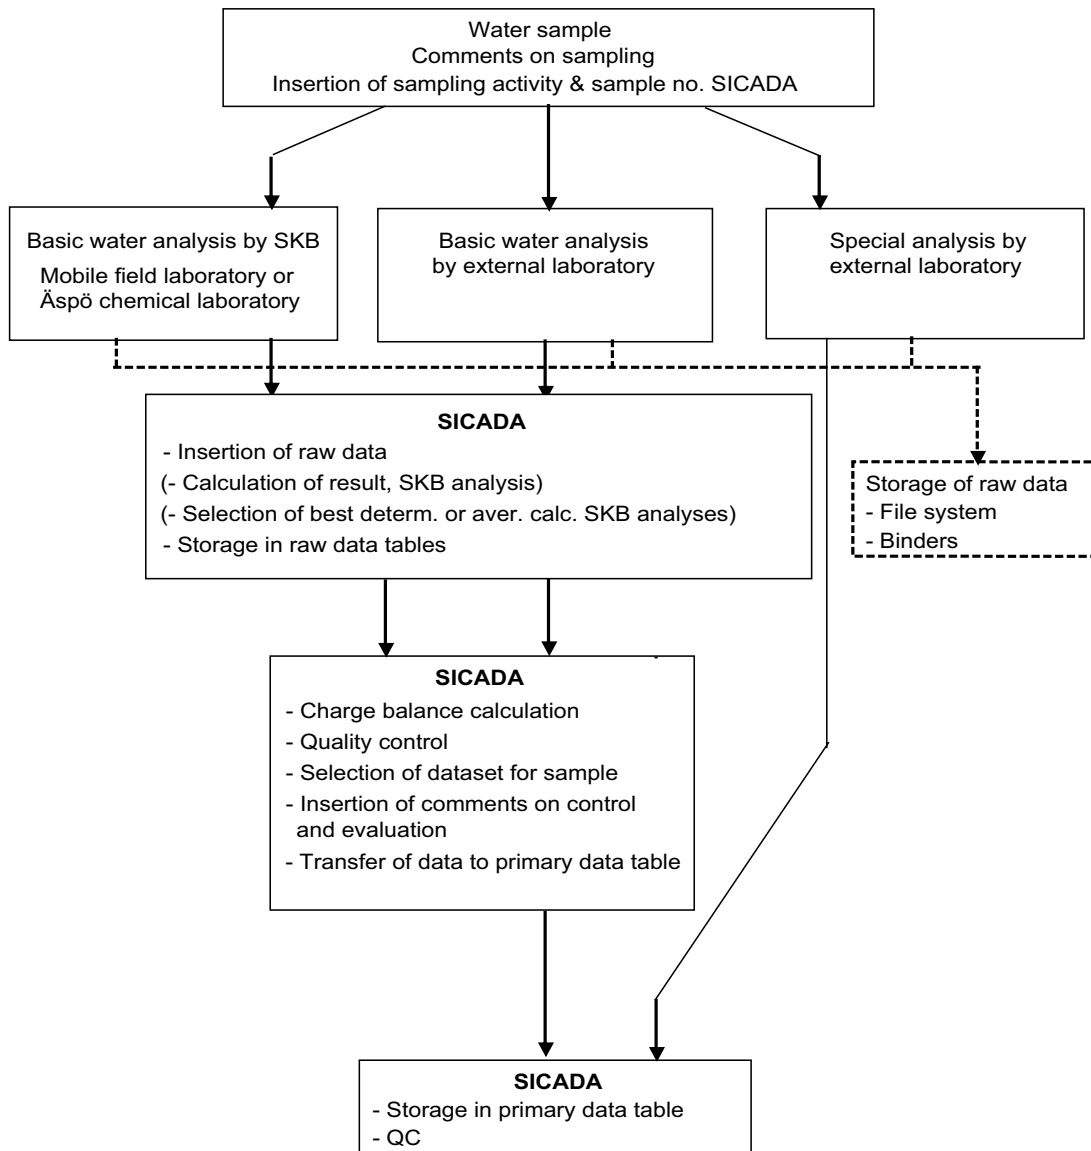 Water sample
Comments on sampling
Insertion of sampling activity & sample no. SICADA
Basic water analysis by SKB
Mobile field laboratory or
Äspö chemical laboratory
Basic water analysis
by external laboratory
Special analysis by
external laboratory
SICADA
- Insertion of raw data
(- Calculation of result, SKB analysis)
(- Selection of best determ. or aver. calc. SKB analyses)
- Storage in raw data tables
Storage of raw data
- File system
- Binders
SICADA
- Charge balance calculation
- Quality control
- Selection of dataset for sample
- Insertion of comments on control
and evaluation
- Transfer of data to primary data table
SICADA
- Storage in primary data table
- QC